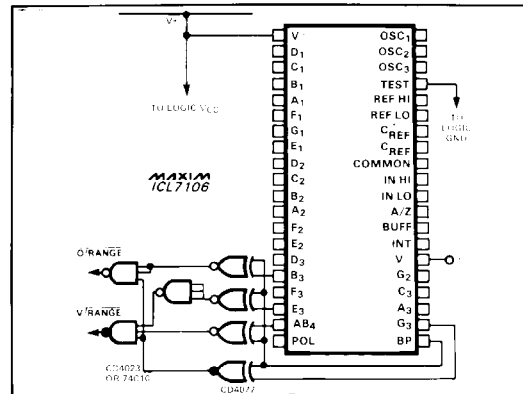 V+
V
D1
C1
B1
A1
F1
G1
E1
D2
C2
B2
A2
F2
E2
D3
B3
F3
E3
AB4
POL
OSC1
OSC2
OSC3
TEST
REF HI
REF LO
CREF
CREF
COMMON
IN HI
IN LO
A/Z
BUFF
INT
V
G2
C3
A3
G3
BP
TO LOGIC VCC
TO
LOGIC
GND
MAXIM
ICL7106
O/RANGE
CD4023
OR 74C10
CD4077